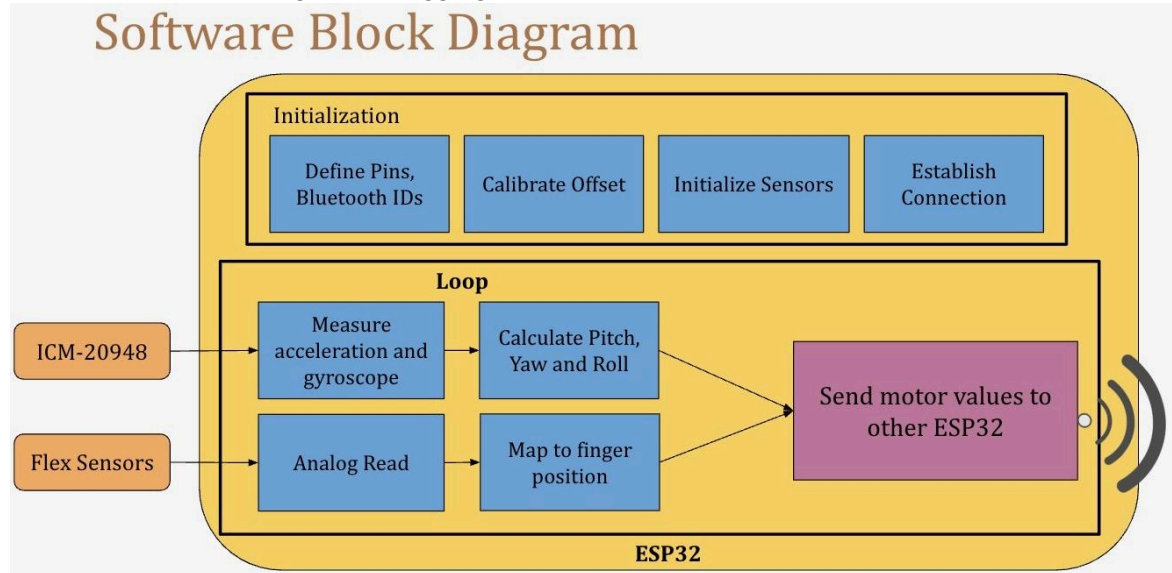 Software Block Diagram
Initialization
Define Pins,
Bluetooth IDs
Calibrate Offset
Initialize Sensors
Establish
Connection
Loop
ICM-20948
Measure
acceleration and
gyroscope
Calculate Pitch,
Yaw and Roll
Send motor values to
other ESP32
Flex Sensors
Analog Read
Map to finger
position
ESP32